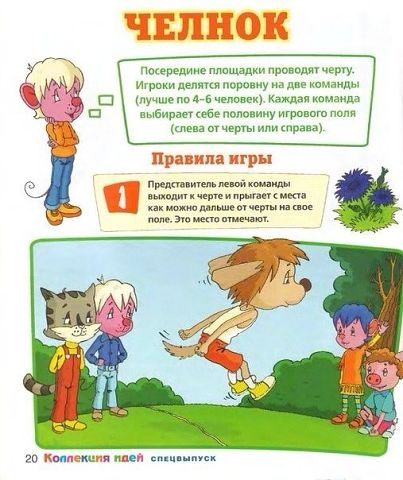 ЧЕЛНОК
Посередине площадки проводят черту.
Игроки делятся поровну на две команды
(лучше по 4–6 человек). Каждая команда
выбирает себе половину игрового поля
(слева от черты или справа).
Правила игры
1
Представитель левой команды
выходит к черте и прыгает с места
как можно дальше от черты на свое
поле. Это место отмечают.
20 Коллекция идей СПЕЦВЫПУСК